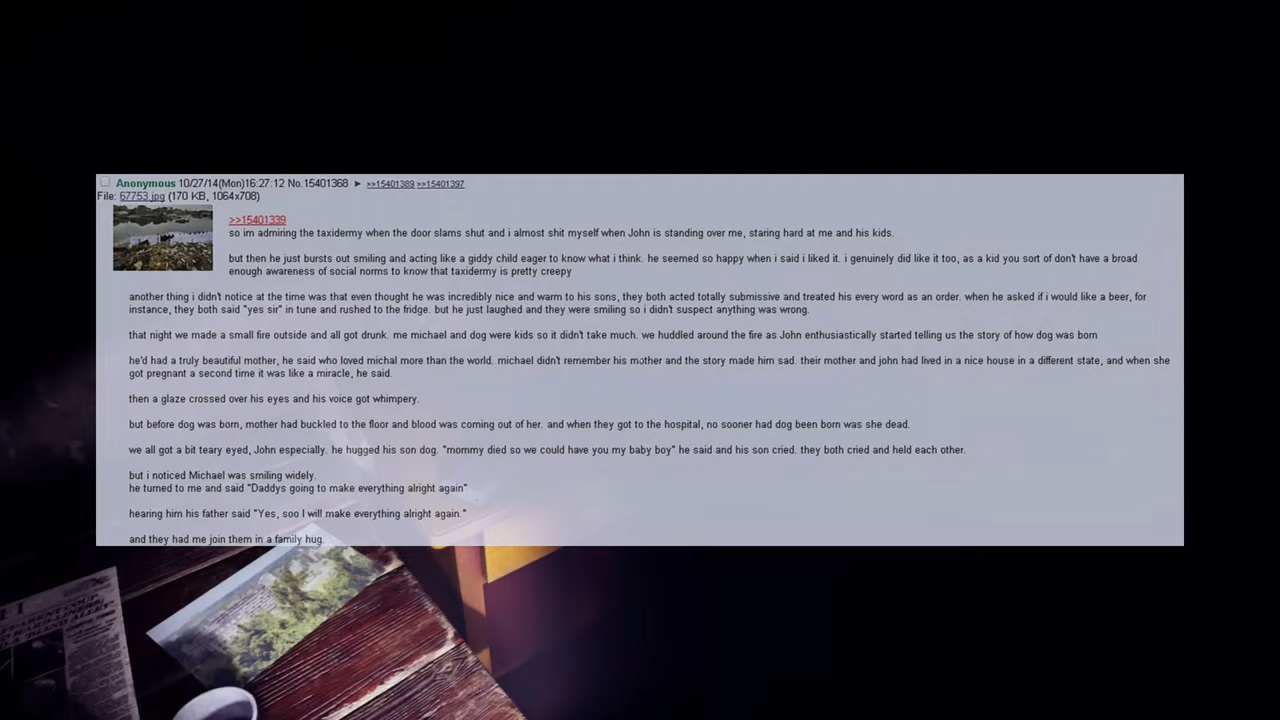 Anonymous 10/27/14(Mon)16:27:12 No.15401368 ► >>15401389 >>15401397
File: 67753.jpg (170 KB, 1064x708)
>>15401339
so im admiring the taxidermy when the door slams shut and i almost shit myself when John is standing over me, staring hard at me and his kids.
but then he just bursts out smiling and acting like a giddy child eager to know what i think. he seemed so happy when i said i liked it. i genuinely did like it too, as a kid you sort of don't have a broad
enough awareness of social norms to know that taxidermy is pretty creepy
another thing i didn't notice at the time was that even thought he was incredibly nice and warm to his sons, they both acted totally submissive and treated his every word as an order. when he asked if i would like a beer, for
instance, they both said "yes sir" in tune and rushed to the fridge. but he just laughed and they were smiling so i didn't suspect anything was wrong.
that night we made a small fire outside and all got drunk. me michael and dog were kids so it didn't take much. we huddled around the fire as John enthusiastically started telling us the story of how dog was born
he'd had a truly beautiful mother, he said who loved michal more than the world. michael didn't remember his mother and the story made him sad. their mother and john had lived in a nice house in a different state, and when she
got pregnant a second time it was like a miracle, he said.
then a glaze crossed over his eyes and his voice got whimpery.
but before dog was born, mother had buckled to the floor and blood was coming out of her. and when they got to the hospital, no sooner had dog been born was she dead.
we all got a bit teary eyed, John especially. he hugged his son dog. "mommy died so we could have you my baby boy" he said and his son cried. they both cried and held each other.
but i noticed Michael was smiling widely.
he turned to me and said "Daddys going to make everything alright again"
hearing him his father said "Yes, soo I will make everything alright again."
and they had me join them in a family hug.